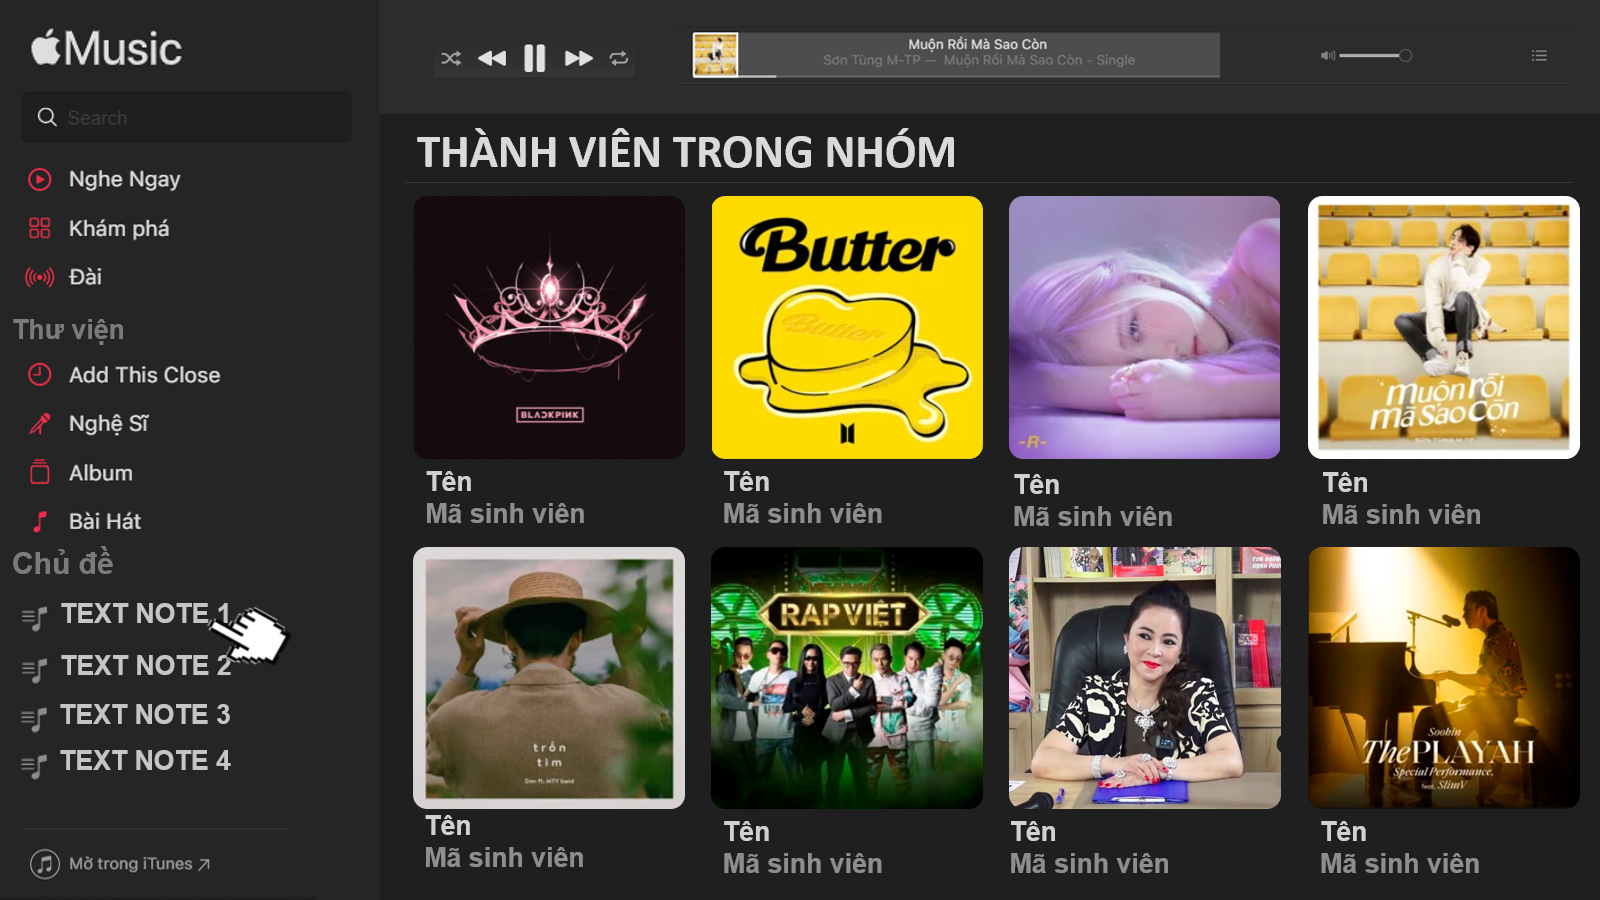 Music
Search
Nghe Ngay
Khám phá
Đài
Thư viện
Add This Close
Nghệ Sĩ
Album
Bài Hát
Chủ đề
TEXT NOTE 1
TEXT NOTE 2
TEXT NOTE 3
TEXT NOTE 4
Mở trong iTunes
Muộn Rồi Mà Sao Còn
Sơn Tùng M-TP — Muộn Rồi Mà Sao Còn - Single
THÀNH VIÊN TRONG NHÓM
BLACKPINK
Tên
Mã sinh viên
Butter
Butter
Tên
Mã sinh viên
-R-
Tên
Mã sinh viên
muộn rồi
mà sao còn
SƠN TÙNG M-TP
Tên
Mã sinh viên
trốn
tìm
Đen ft. MTV band
Tên
Mã sinh viên
RAP VIỆT
Tên
Mã sinh viên
CON ĐƯỜNG
HẠNH PHÚC
Tên
Mã sinh viên
Soobin
The PLAYAH
Special Performance.
feat. SlimV
Tên
Mã sinh viên